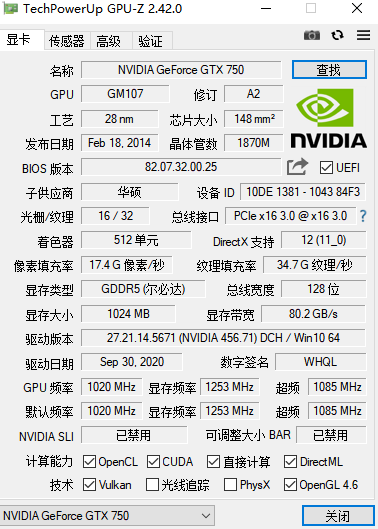 TechPowerUp GPU-Z 2.42.0
显卡 传感器 高级 验证
名称 NVIDIA GeForce GTX 750 查找
GPU GM107 修订 A2
工艺 28 nm 芯片大小 148 mm²
发布日期 Feb 18, 2014 晶体管数 1870M
NVIDIA
BIOS 版本 82.07.32.00.25 UEFI
子供应商 华硕 设备 ID 10DE 1381 - 1043 84F3
光栅/纹理 16 / 32 总线接口 PCIe x16 3.0 @ x16 3.0 ?
着色器 512 单元 DirectX 支持 12 (11_0)
像素填充率 17.4 G 像素/秒 纹理填充率 34.7 G 纹理/秒
显存类型 GDDR5 (尔必达) 总线宽度 128 位
显存大小 1024 MB 显存带宽 80.2 GB/s
驱动版本 27.21.14.5671 (NVIDIA 456.71) DCH / Win10 64
驱动日期 Sep 30, 2020 数字签名 WHQL
GPU 频率 1020 MHz 显存频率 1253 MHz 超频 1085 MHz
默认频率 1020 MHz 显存频率 1253 MHz 超频 1085 MHz
NVIDIA SLI 已禁用 可调整大小 BAR 已禁用
计算能力 OpenCL CUDA 直接计算 DirectML
技术 Vulkan 光线追踪 PhysX OpenGL 4.6
NVIDIA GeForce GTX 750 关闭